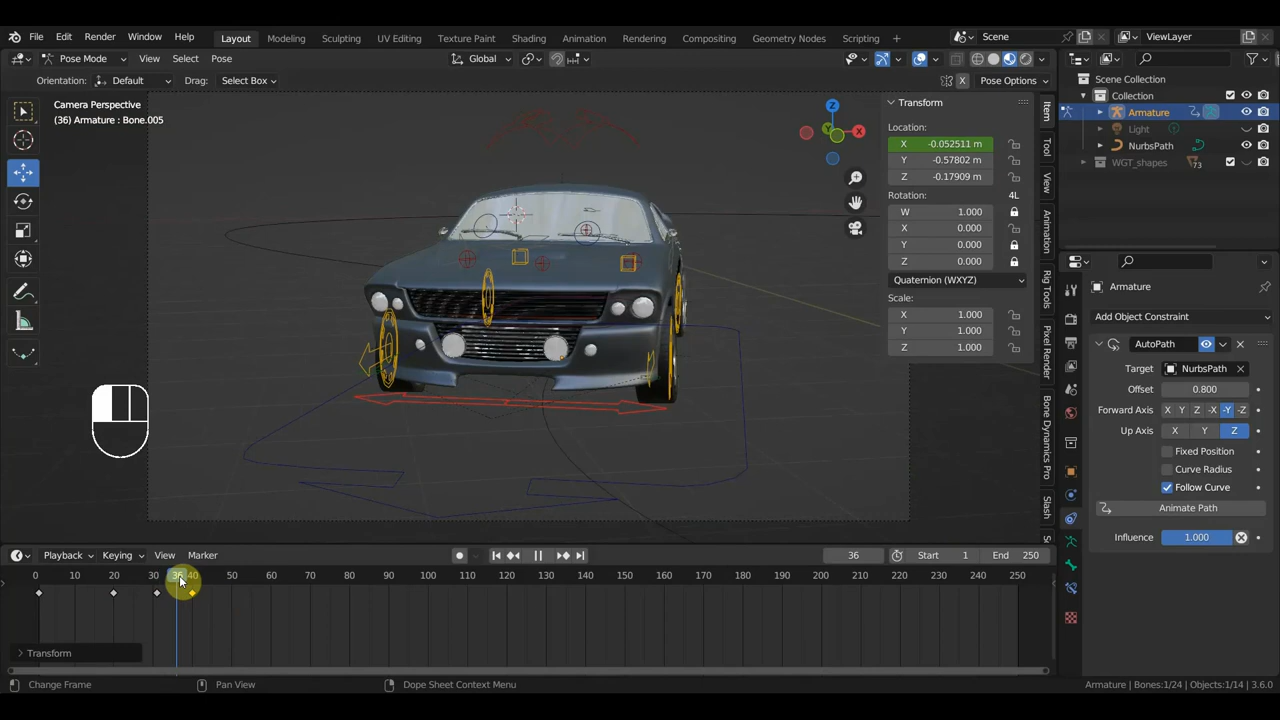 File Edit Render Window Help
Layout Modeling Sculpting UV Editing Texture Paint Shading Animation Rendering Compositing Geometry Nodes Scripting +
Scene
ViewLayer
Pose Mode View Select Pose
Global
Orientation: Default Drag: Select Box
X Pose Options
Camera Perspective
(36) Armature : Bone.005
Z
X
Y
Transform
Location:
X -0.052511 m
Y -0.57802 m
Z -0.17909 m
Rotation: 4L
W 1.000
X 0.000
Y 0.000
Z 0.000
Quaternion (WXYZ)
Scale:
X 1.000
Y 1.000
Z 1.000
Item
Tool
View
Animation
Rig Tools
Pixel Render
Bone Dynamics Pro
Slash
Scene Collection
Collection
Armature
Light
NurbsPath
WGT_shapes 73
Armature
Add Object Constraint
AutoPath
Target NurbsPath
Offset 0.800
Forward Axis X Y Z -X -Y -Z
Up Axis X Y Z
Fixed Position
Curve Radius
Follow Curve
Animate Path
Influence 1.000
Playback Keying View Marker
36 Start 1 End 250
0 10 20 30 36 40 50 60 70 80 90 100 110 120 130 140 150 160 170 180 190 200 210 220 230 240 250
Transform
Change Frame Pan View Dope Sheet Context Menu
Armature | Bones:1/24 | Objects:1/14 | 3.6.0